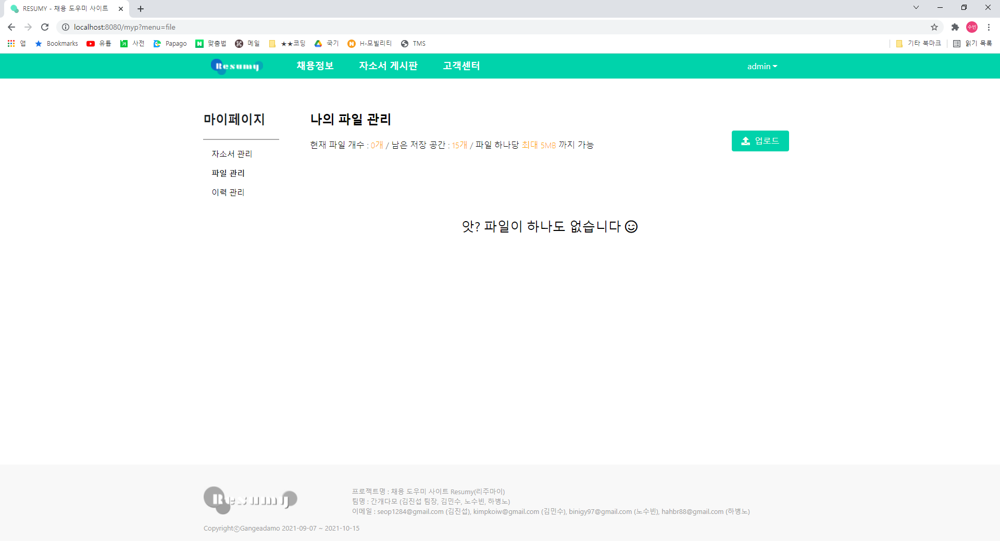 RESUMY - 채용 도우미 사이트
localhost:8080/myp?menu=file
수빈
앱 Bookmarks 유튭 사전 Papago 맞춤법 메일 ★★코딩 국기 H-모빌리티 TMS 기타 북마크 읽기 목록
Resumy 채용정보 자소서 게시판 고객센터 admin
마이페이지
자소서 관리
파일 관리
이력 관리
나의 파일 관리
현재 파일 개수 : 0개 / 남은 저장 공간 : 15개 / 파일 하나당 최대 5MB 까지 가능
업로드
앗? 파일이 하나도 없습니다
Resumy
프로젝트명 : 채용 도우미 사이트 Resumy(리주마이)
팀명 : 간개다모 (김진섭 팀장, 김민수, 노수빈, 하병노)
이메일 : seop1284@gmail.com (김진섭), kimpkoiw@gmail.com (김민수), binigy97@gmail.com (노수빈), hahbr88@gmail.com (하병노)
CopyrightⓒGangeadamo 2021-09-07 ~ 2021-10-15